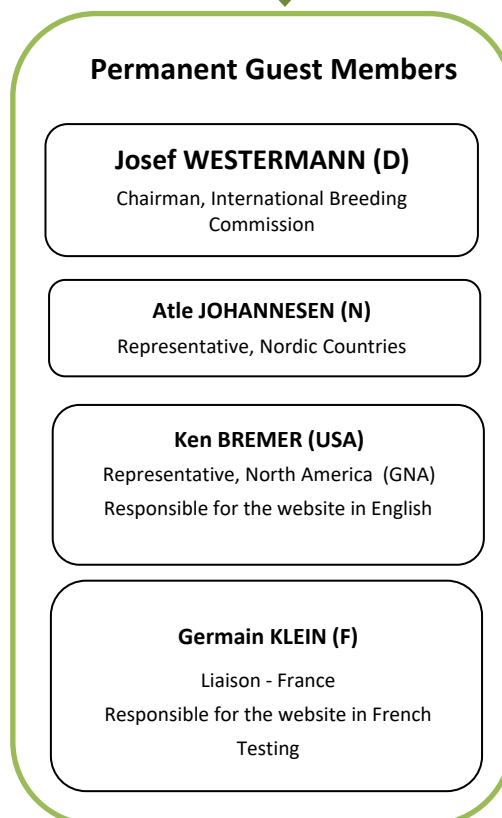 Permanent Guest Members
Josef WESTERMANN (D)
Chairman, International Breeding
Commission
Atle JOHANNESEN (N)
Representative, Nordic Countries
Ken BREMER (USA)
Representative, North America  (GNA)
Responsible for the website in English
Germain KLEIN (F)
Liaison - France
Responsible for the website in French
Testing